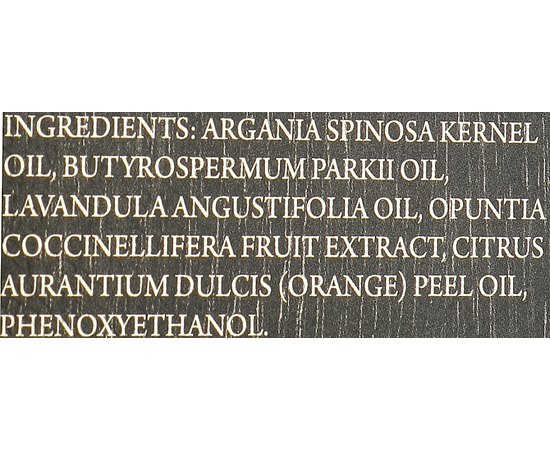 INGREDIENTS: ARGANIA SPINOSA KERNEL
OIL, BUTYROSPERMUM PARKII OIL,
LAVANDULA ANGUSTIFOLIA OIL, OPUNTIA
COCCINELLIFERA FRUIT EXTRACT, CITRUS
AURANTIUM DULCIS (ORANGE) PEEL OIL,
PHENOXYETHANOL.